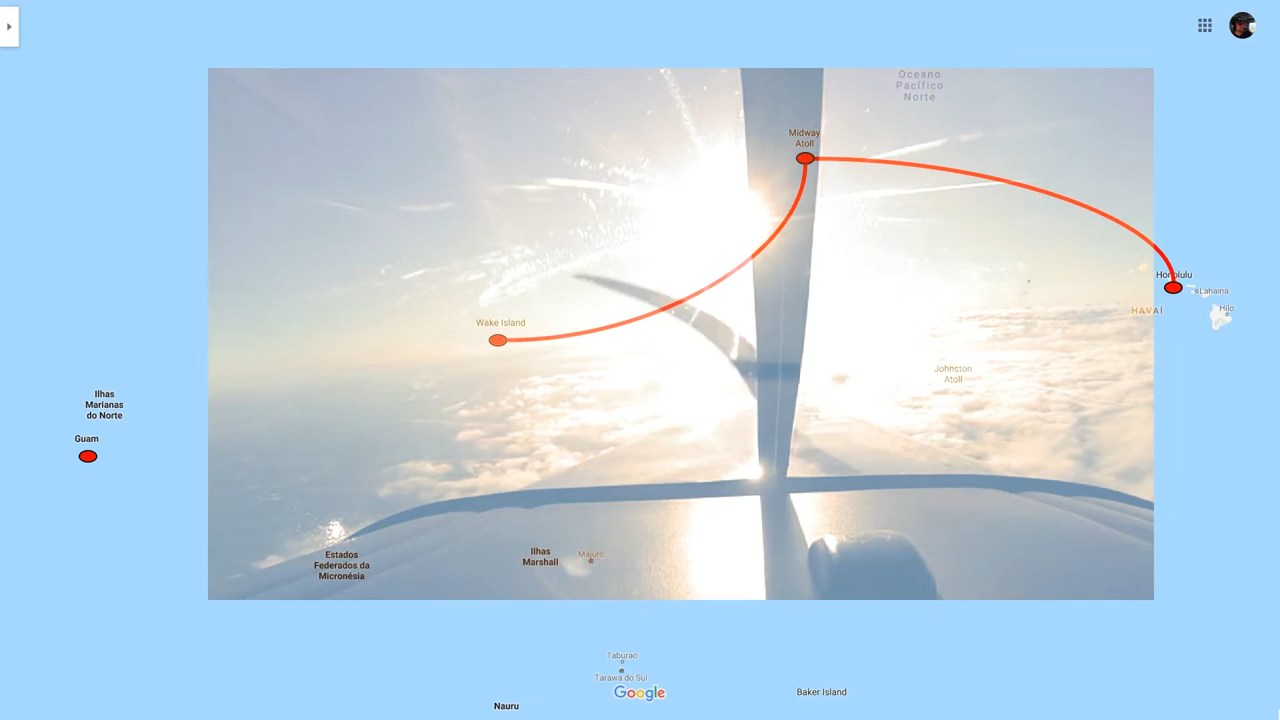 Oceano
Pacífico
Norte
Midway
Atoll
Honolulu
Lahaina
HAVAÍ
Hilo
Wake Island
Johnston
Atoll
Ilhas
Marianas
do Norte
Guam
Estados
Federados da
Micronésia
Ilhas
Marshall
Majuro
Taburao
Tarawa do Sul
Google
Baker Island
Nauru